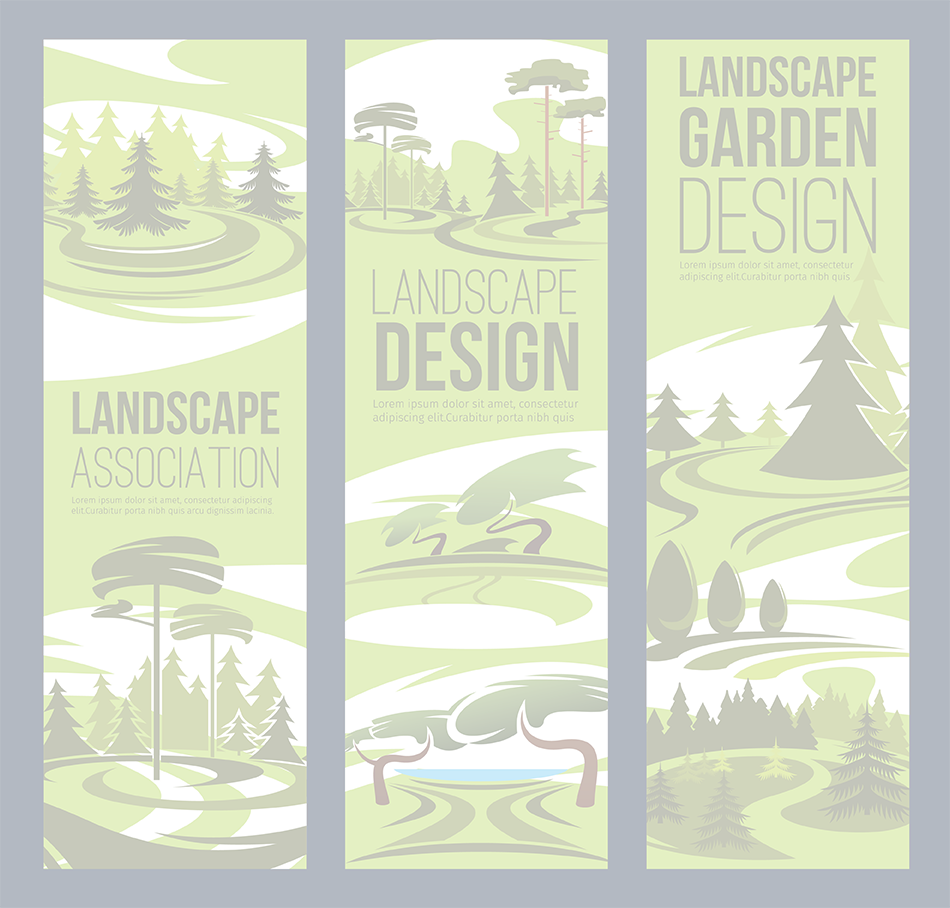 LANDSCAPE
ASSOCIATION
Lorem ipsum dolor sit amet, consectetur adipiscing
elit.Curabitur porta nibh quis arcu dignissim lacinia.
LANDSCAPE
DESIGN
Lorem ipsum dolor sit amet, consectetur
adipiscing elit.Curabitur porta nibh quis
LANDSCAPE
GARDEN
DESIGN
Lorem ipsum dolor sit amet, consectetur
adipiscing elit.Curabitur porta nibh quis